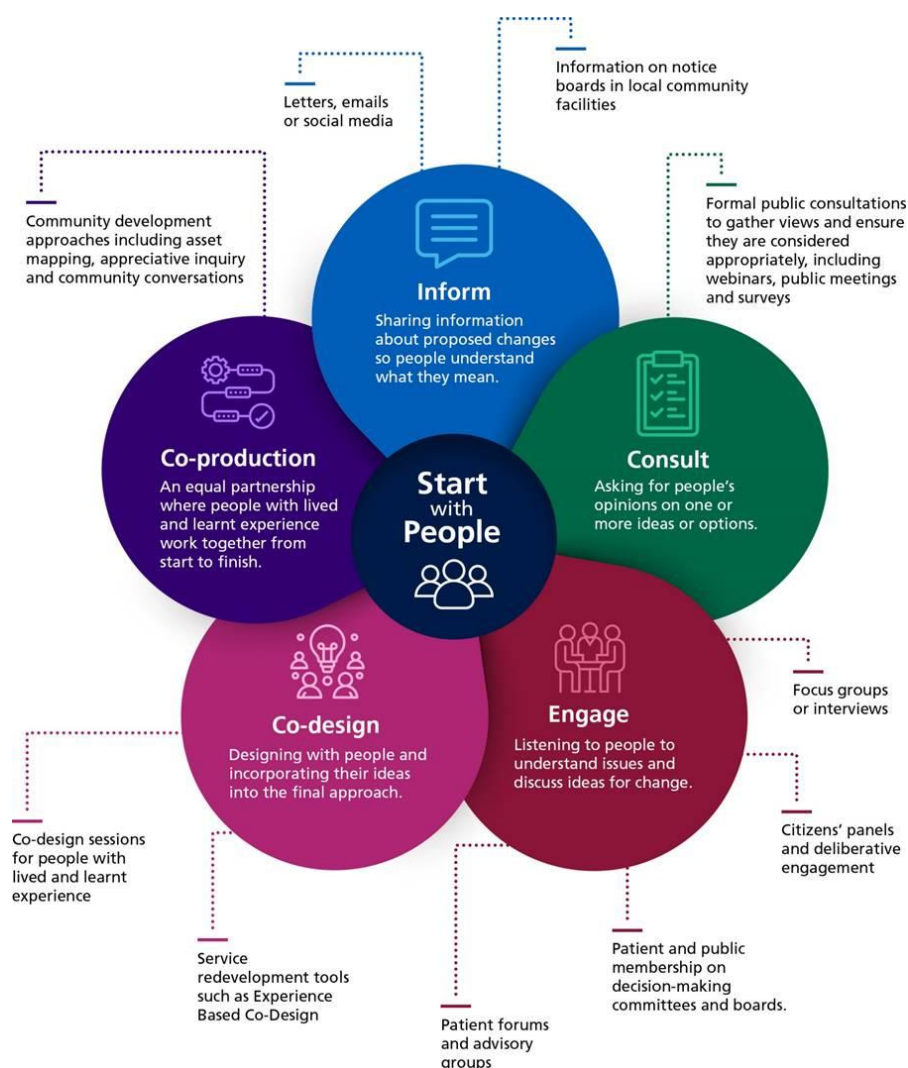 Letters, emails
or social media
Information on notice
boards in local community
facilities
Community development
approaches including asset
mapping, appreciative inquiry
and community conversations
Formal public consultations
to gather views and ensure
they are considered
appropriately, including
webinars, public meetings
and surveys
Inform
Sharing information
about proposed changes
so people understand
what they mean.
Co-production
An equal partnership
where people with lived
and learnt experience
work together from
start to finish.
Start
with
People
Consult
Asking for people's
opinions on one or
more ideas or options.
Co-design
Designing with people and
incorporating their ideas
into the final approach.
Engage
Listening to people to
understand issues and
discuss ideas for change.
Focus groups
or interviews
Citizens' panels
and deliberative
engagement
Co-design sessions
for people with
lived and learnt
experience
Service
redevelopment tools
such as Experience
Based Co-Design
Patient and public
membership on
decision-making
committees and boards.
Patient forums
and advisory
groups